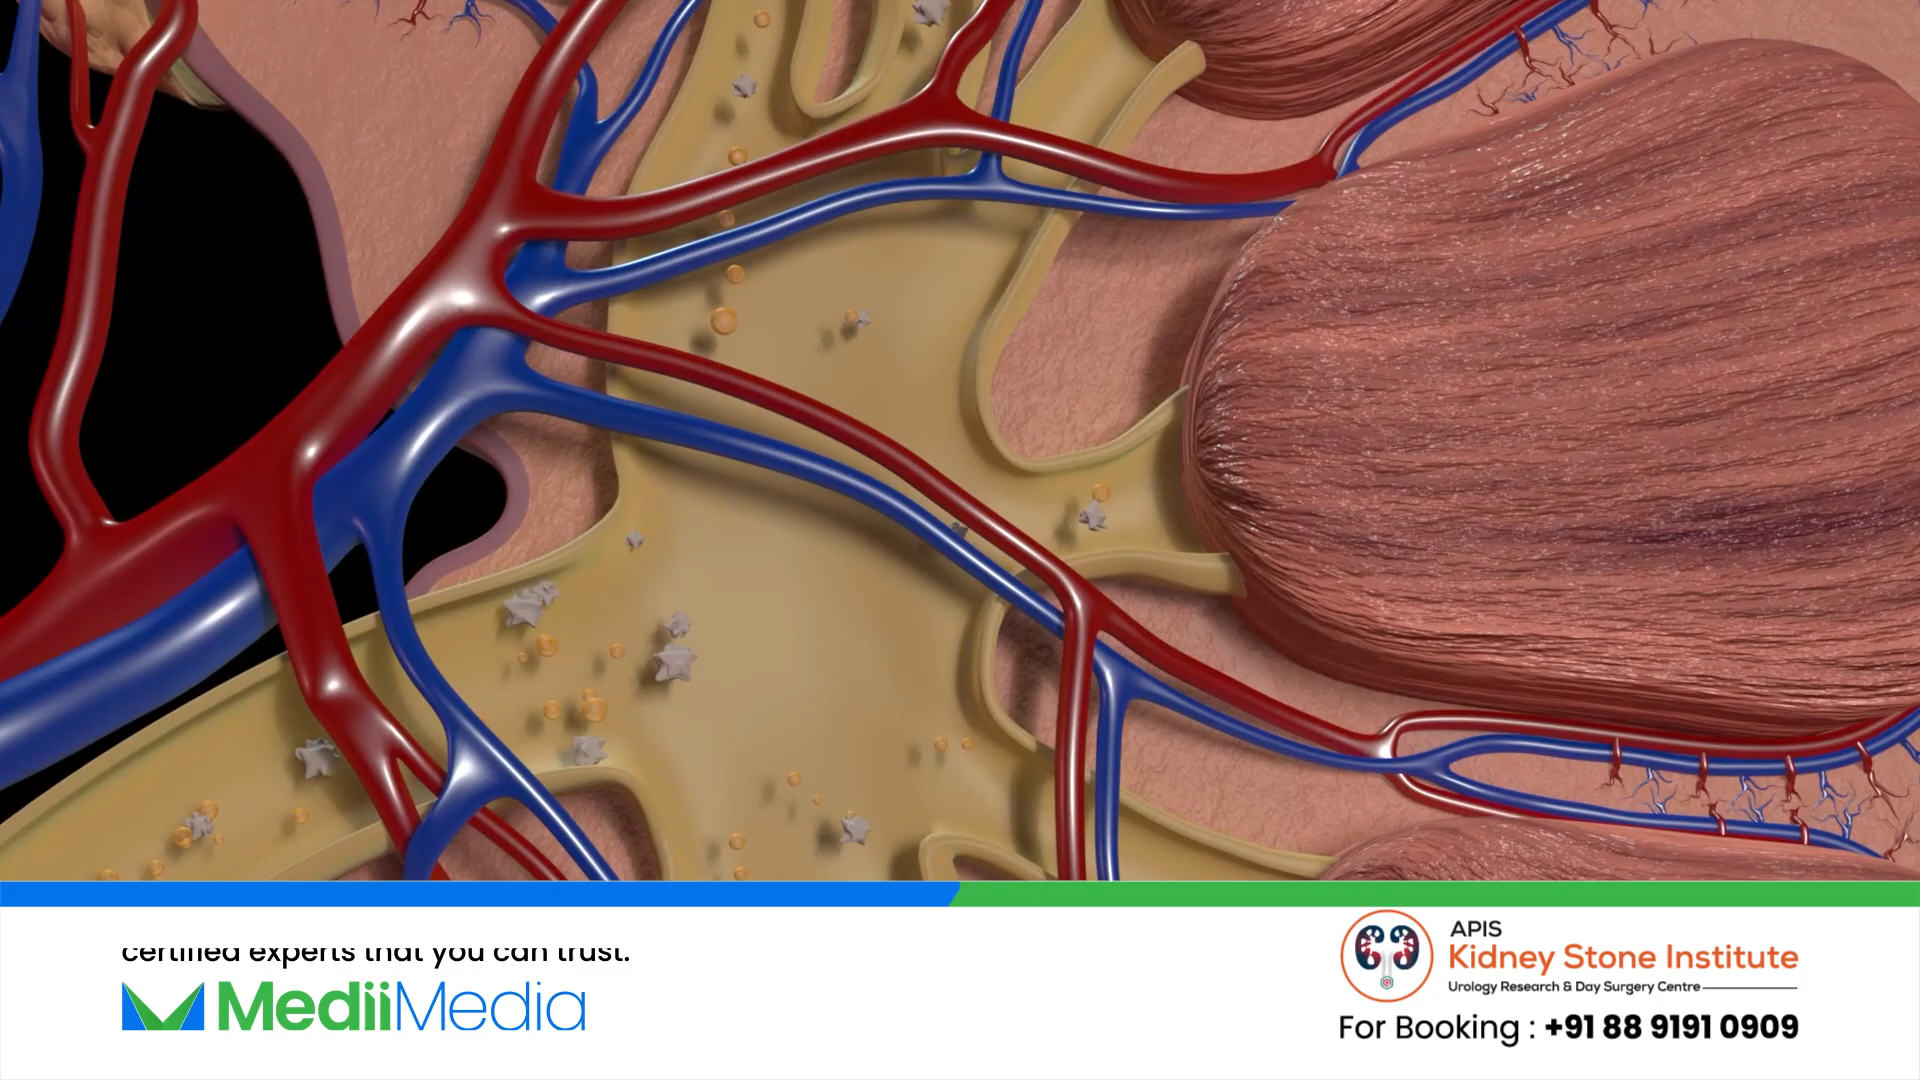 certified experts that you can trust.
MediiMedia
APIS
Kidney Stone Institute
Urology Research & Day Surgery Centre
For Booking : +91 88 9191 0909